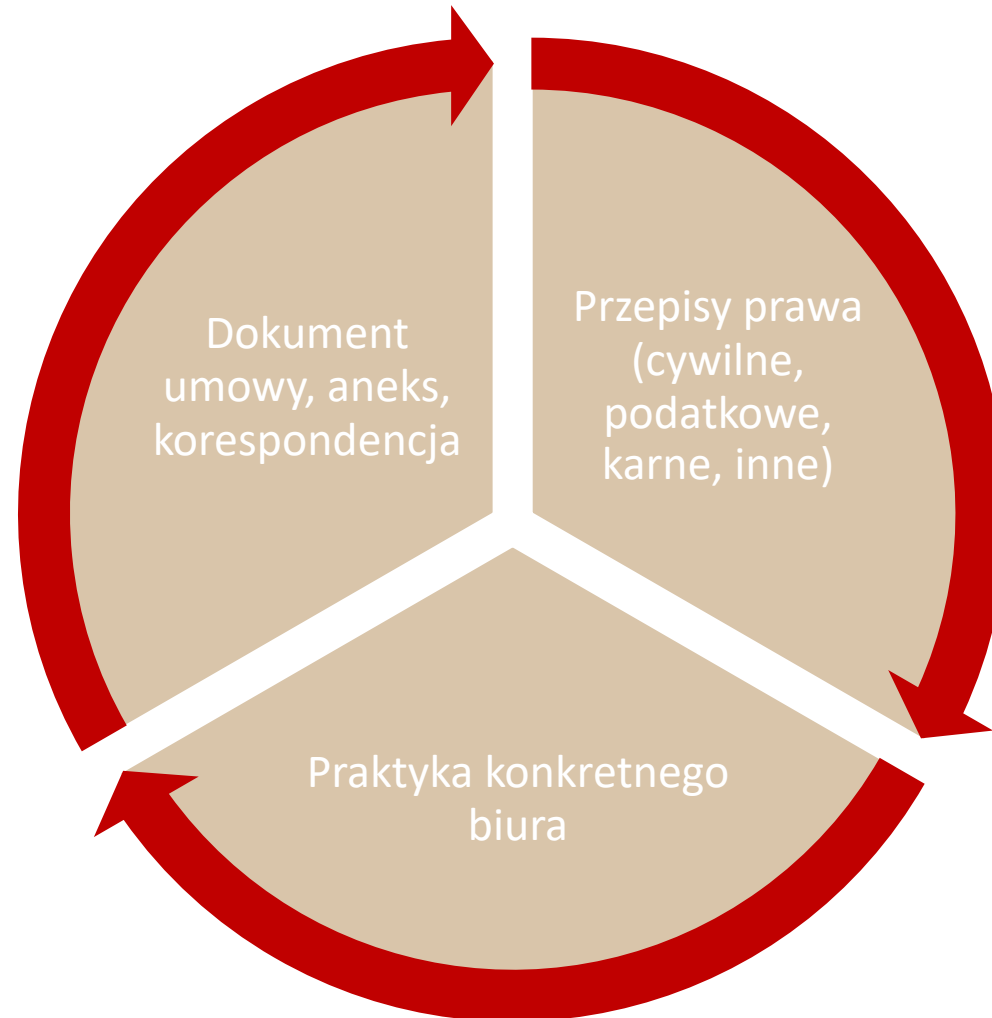 Dokument
umowy, aneks,
korespondencja
Przepisy prawa
(cywilne,
podatkowe,
karne, inne)
Praktyka konkretnego
biura